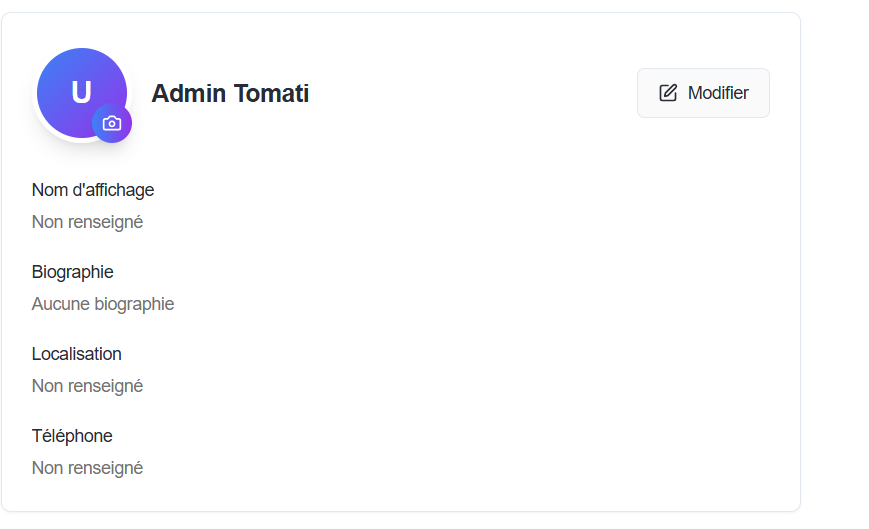 U
Admin Tomati
Modifier
Nom d'affichage
Non renseigné
Biographie
Aucune biographie
Localisation
Non renseigné
Téléphone
Non renseigné